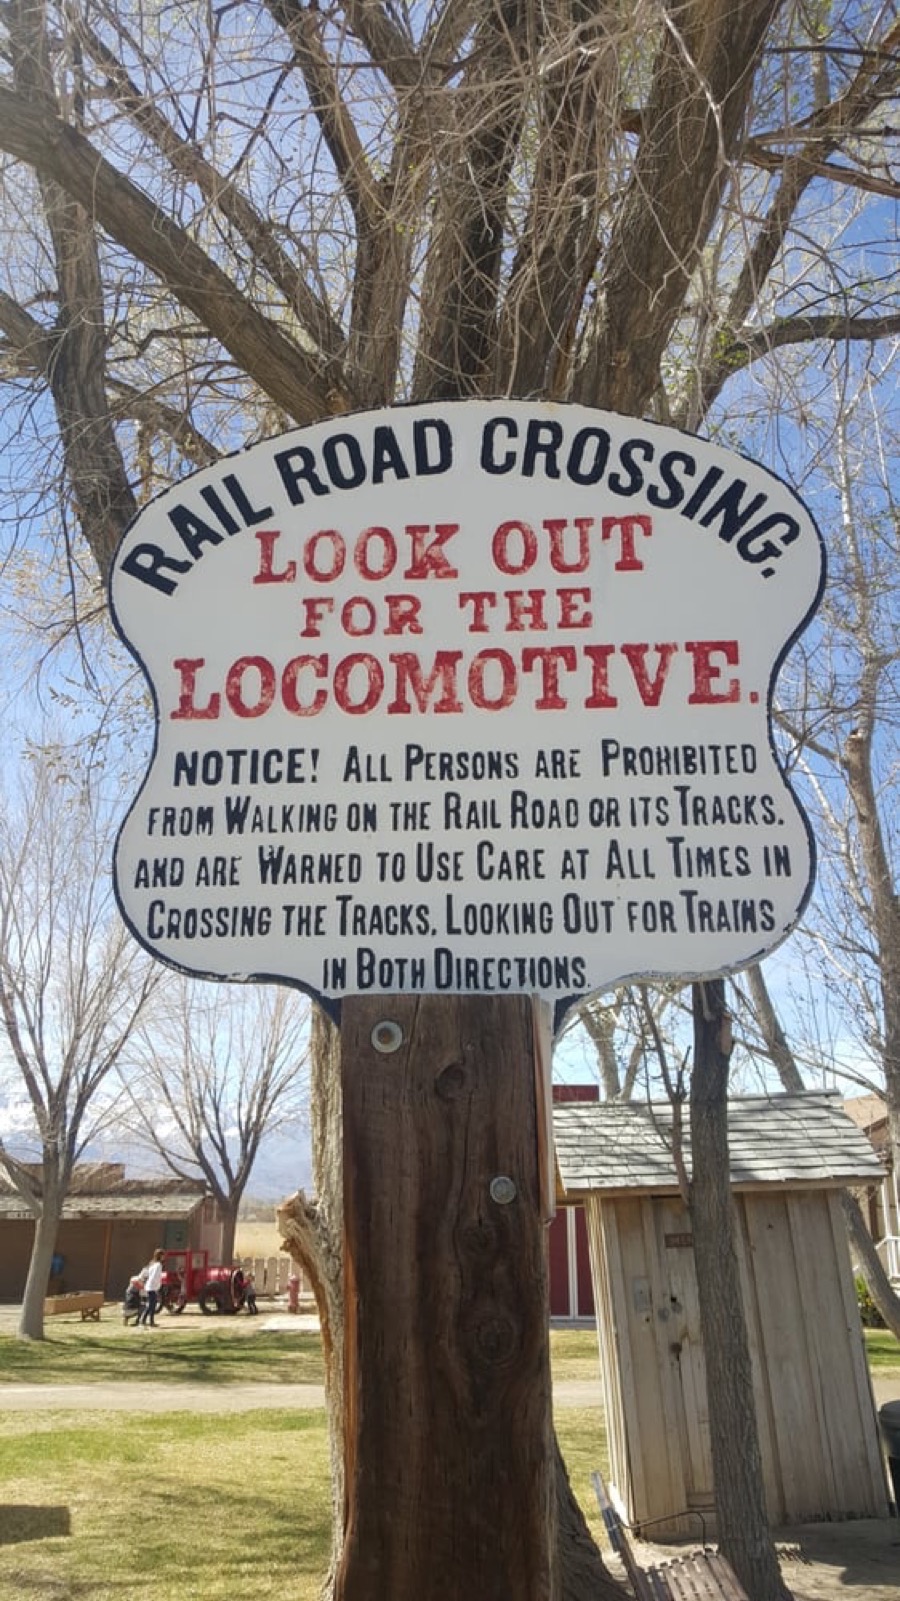 RAIL ROAD CROSSING.
LOOK OUT
FOR THE
LOCOMOTIVE.
NOTICE! ALL PERSONS ARE PROHIBITED
FROM WALKING ON THE RAIL ROAD OR ITS TRACKS.
AND ARE WARNED TO USE CARE AT ALL TIMES IN
CROSSING THE TRACKS, LOOKING OUT FOR TRAINS
IN BOTH DIRECTIONS.